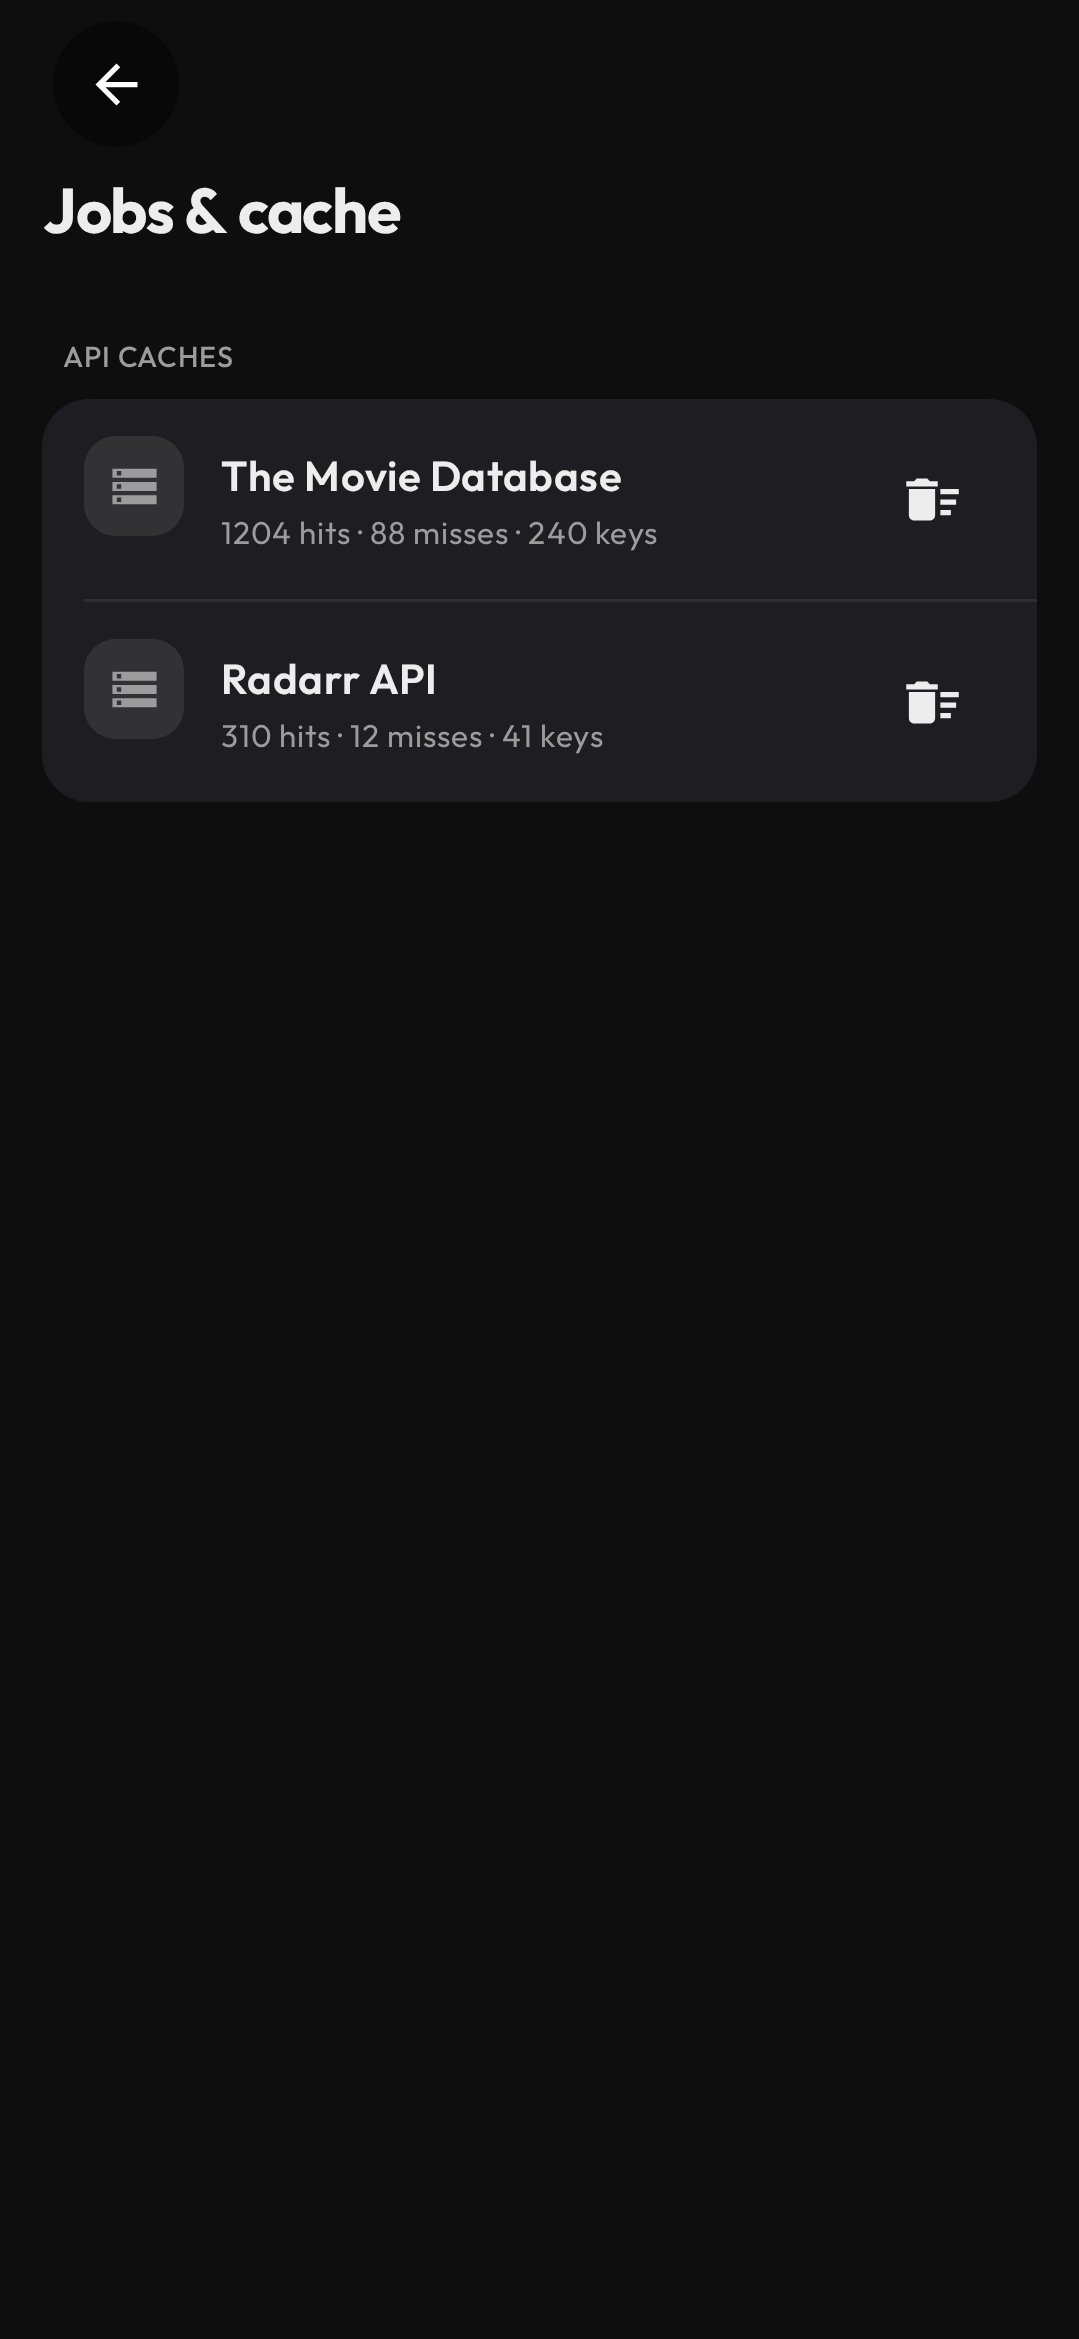 Jobs & cache
API CACHES
The Movie Database
1204 hits · 88 misses · 240 keys
Radarr API
310 hits · 12 misses · 41 keys